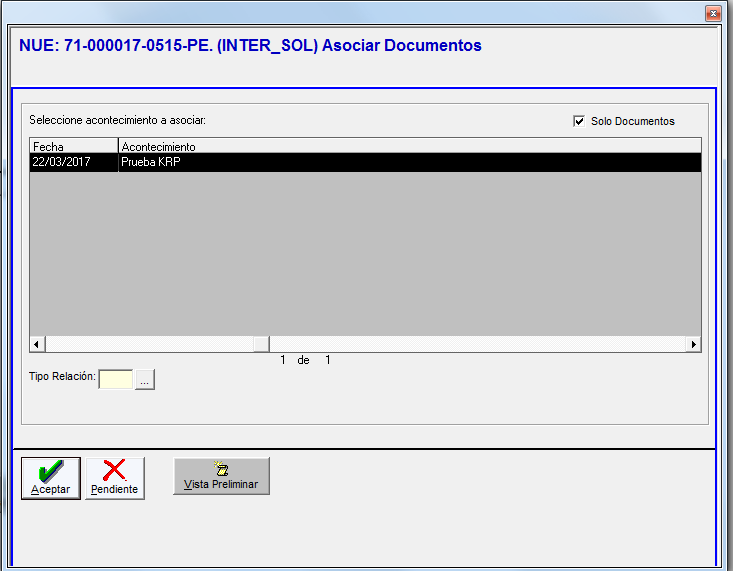 NUE: 71-000017-0515-PE. (INTER_SOL) Asociar Documentos
Seleccione acontecimiento a asociar:
Solo Documentos
Fecha Acontecimiento
22/03/2017 Prueba KRP
1 de 1
Tipo Relación: ...
Aceptar Pendiente Vista Preliminar